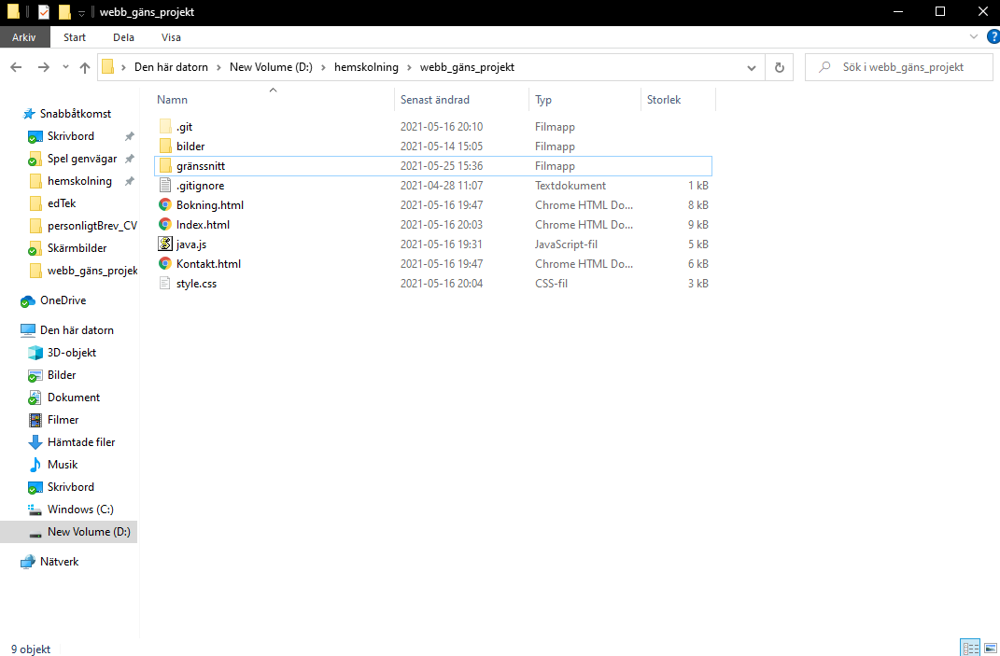 webb_gäns_projekt
Arkiv Start Dela Visa
Den här datorn > New Volume (D:) > hemskolning > webb_gäns_projekt
Sök i webb_gäns_projekt
Snabbåtkomst
Skrivbord
Spel genvägar
hemskolning
edTek
personligtBrev_CV
Skärmbilder
webb_gäns_projek
OneDrive
Den här datorn
3D-objekt
Bilder
Dokument
Filmer
Hämtade filer
Musik
Skrivbord
Windows (C:)
New Volume (D:)
Nätverk
Namn Senast ändrad Typ Storlek
.git 2021-05-16 20:10 Filmapp
bilder 2021-05-14 15:05 Filmapp
gränssnitt 2021-05-25 15:36 Filmapp
.gitignore 2021-04-28 11:07 Textdokument 1 kB
Bokning.html 2021-05-16 19:47 Chrome HTML Do... 8 kB
Index.html 2021-05-16 20:03 Chrome HTML Do... 9 kB
java.js 2021-05-16 19:31 JavaScript-fil 5 kB
Kontakt.html 2021-05-16 19:47 Chrome HTML Do... 6 kB
style.css 2021-05-16 20:04 CSS-fil 3 kB
9 objekt